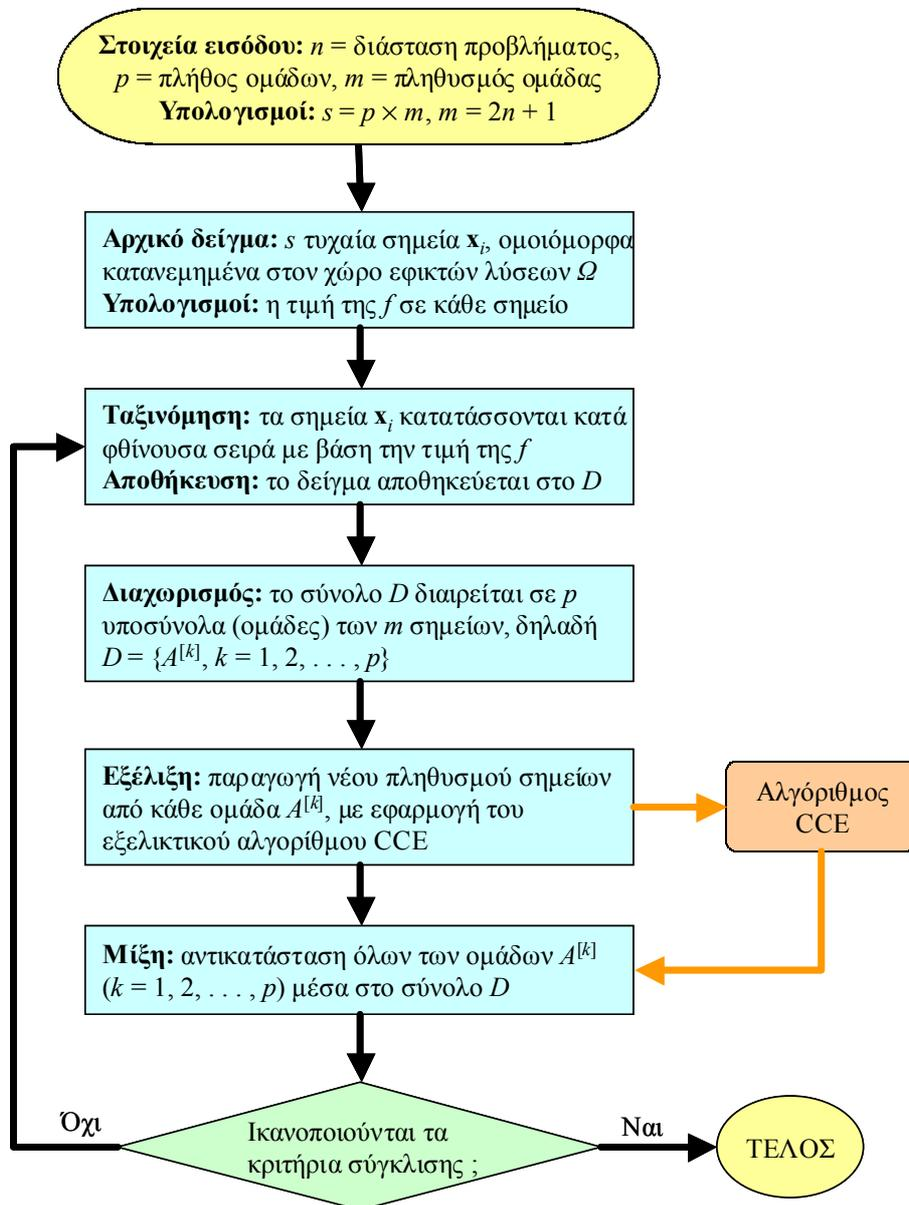 Στοιχεία εισόδου: n = διάσταση προβλήματος,
p = πλήθος ομάδων, m = πληθυσμός ομάδας
Υπολογισμοί: s = p × m, m = 2n + 1
Αρχικό δείγμα: s τυχαία σημεία xᵢ, ομοιόμορφα
κατανεμημένα στον χώρο εφικτών λύσεων Ω
Υπολογισμοί: η τιμή της f σε κάθε σημείο
Ταξινόμηση: τα σημεία xᵢ κατατάσσονται κατά
φθίνουσα σειρά με βάση την τιμή της f
Αποθήκευση: το δείγμα αποθηκεύεται στο D
Διαχωρισμός: το σύνολο D διαιρείται σε p
υποσύνολα (ομάδες) των m σημείων, δηλαδή
D = {A[k], k = 1, 2, . . . , p}
Εξέλιξη: παραγωγή νέου πληθυσμού σημείων
από κάθε ομάδα A[k], με εφαρμογή του
εξελικτικού αλγορίθμου CCE
Αλγόριθμος
CCE
Μίξη: αντικατάσταση όλων των ομάδων A[k]
(k = 1, 2, . . . , p) μέσα στο σύνολο D
Όχι
Ικανοποιούνται τα
κριτήρια σύγκλισης ;
Ναι
ΤΕΛΟΣ